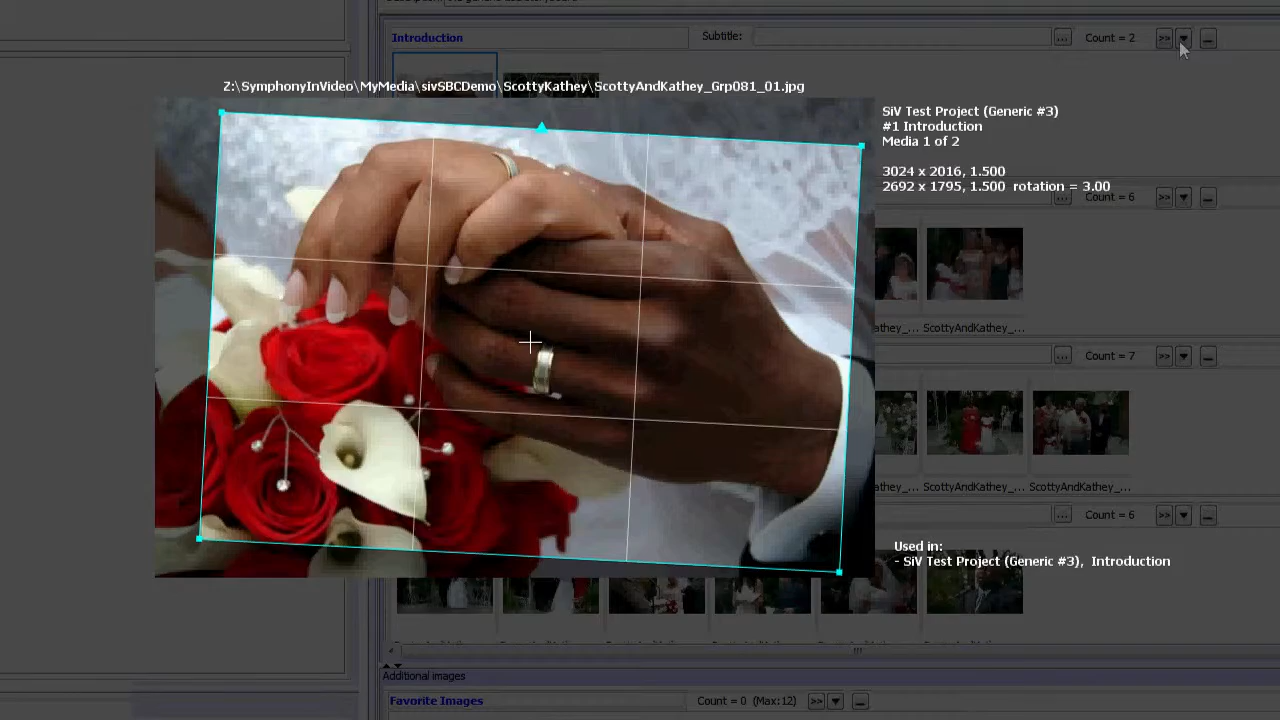 Introduction
Subtitle:
...
Count = 2
>>
Z:\SymphonyInVideo\MyMedia\sivSBCDemo\ScottyKathey\ScottyAndKathey_Grp081_01.jpg
SiV Test Project (Generic #3)
#1 Introduction
Media 1 of 2
3024 x 2016, 1.500
2692 x 1795, 1.500 rotation = 3.00
...
Count = 6
>>
ScottyAndKathey_...
...
Count = 7
>>
ScottyAndKathey_...
ScottyAndKathey_...
...
Count = 6
>>
Used in:
- SiV Test Project (Generic #3), Introduction
Additional images
Favorite Images
Count = 0 (Max:12)
>>